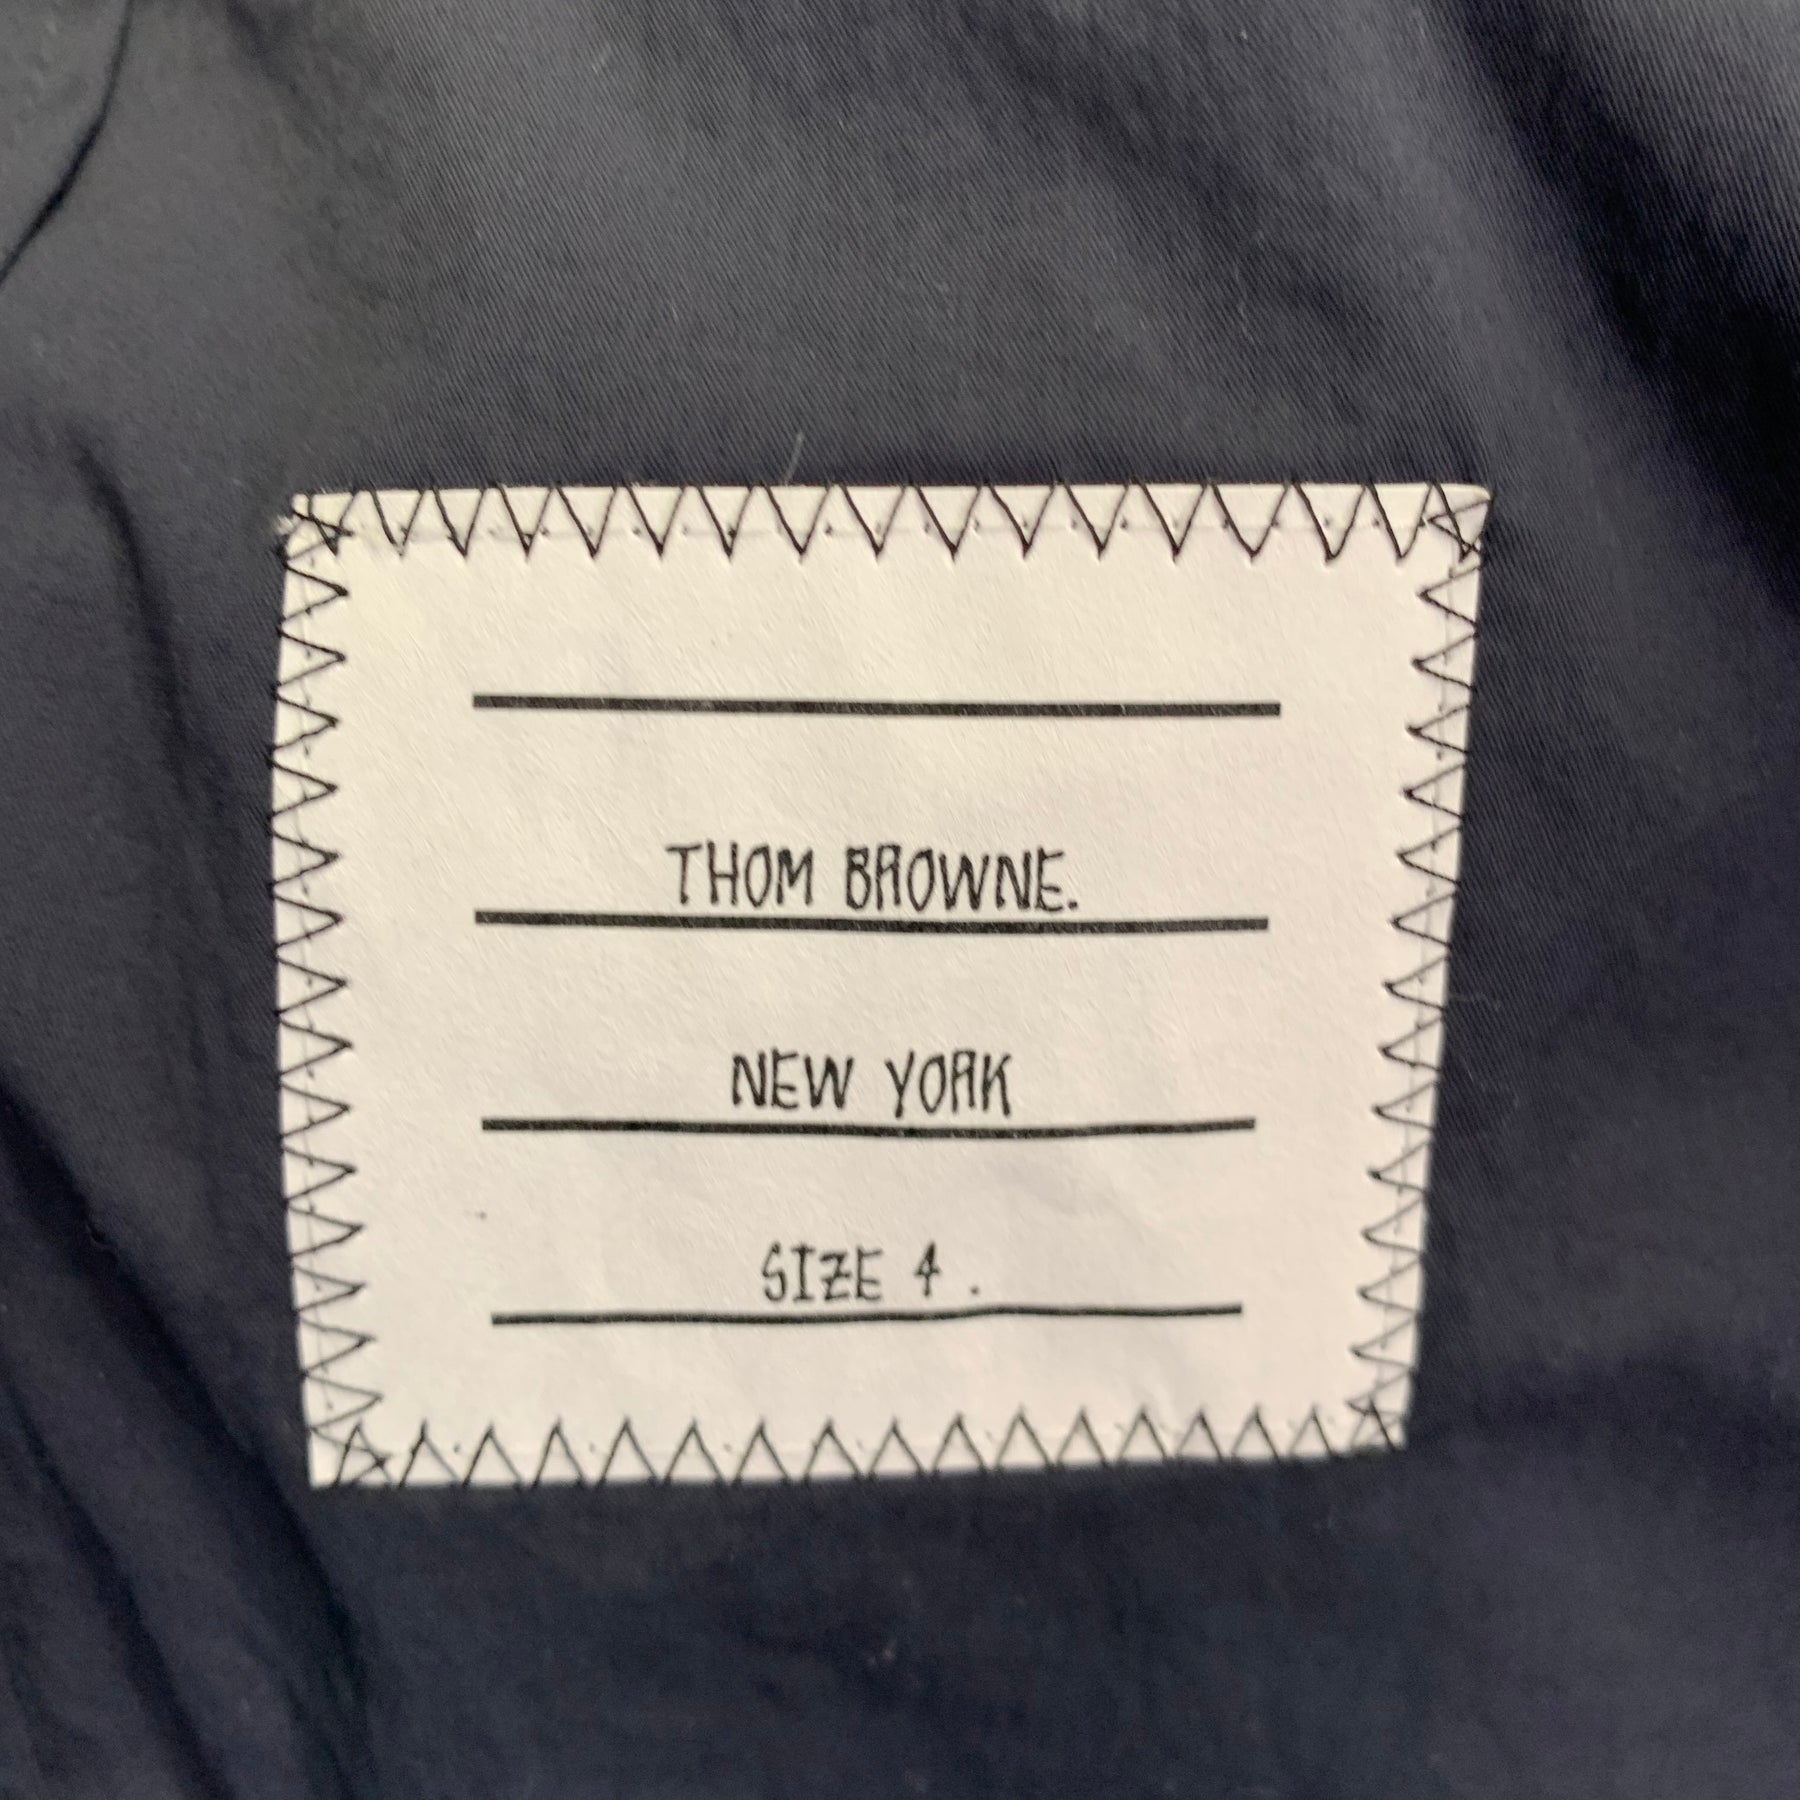 THOM BROWNE.
NEW YORK
SIZE 4 .